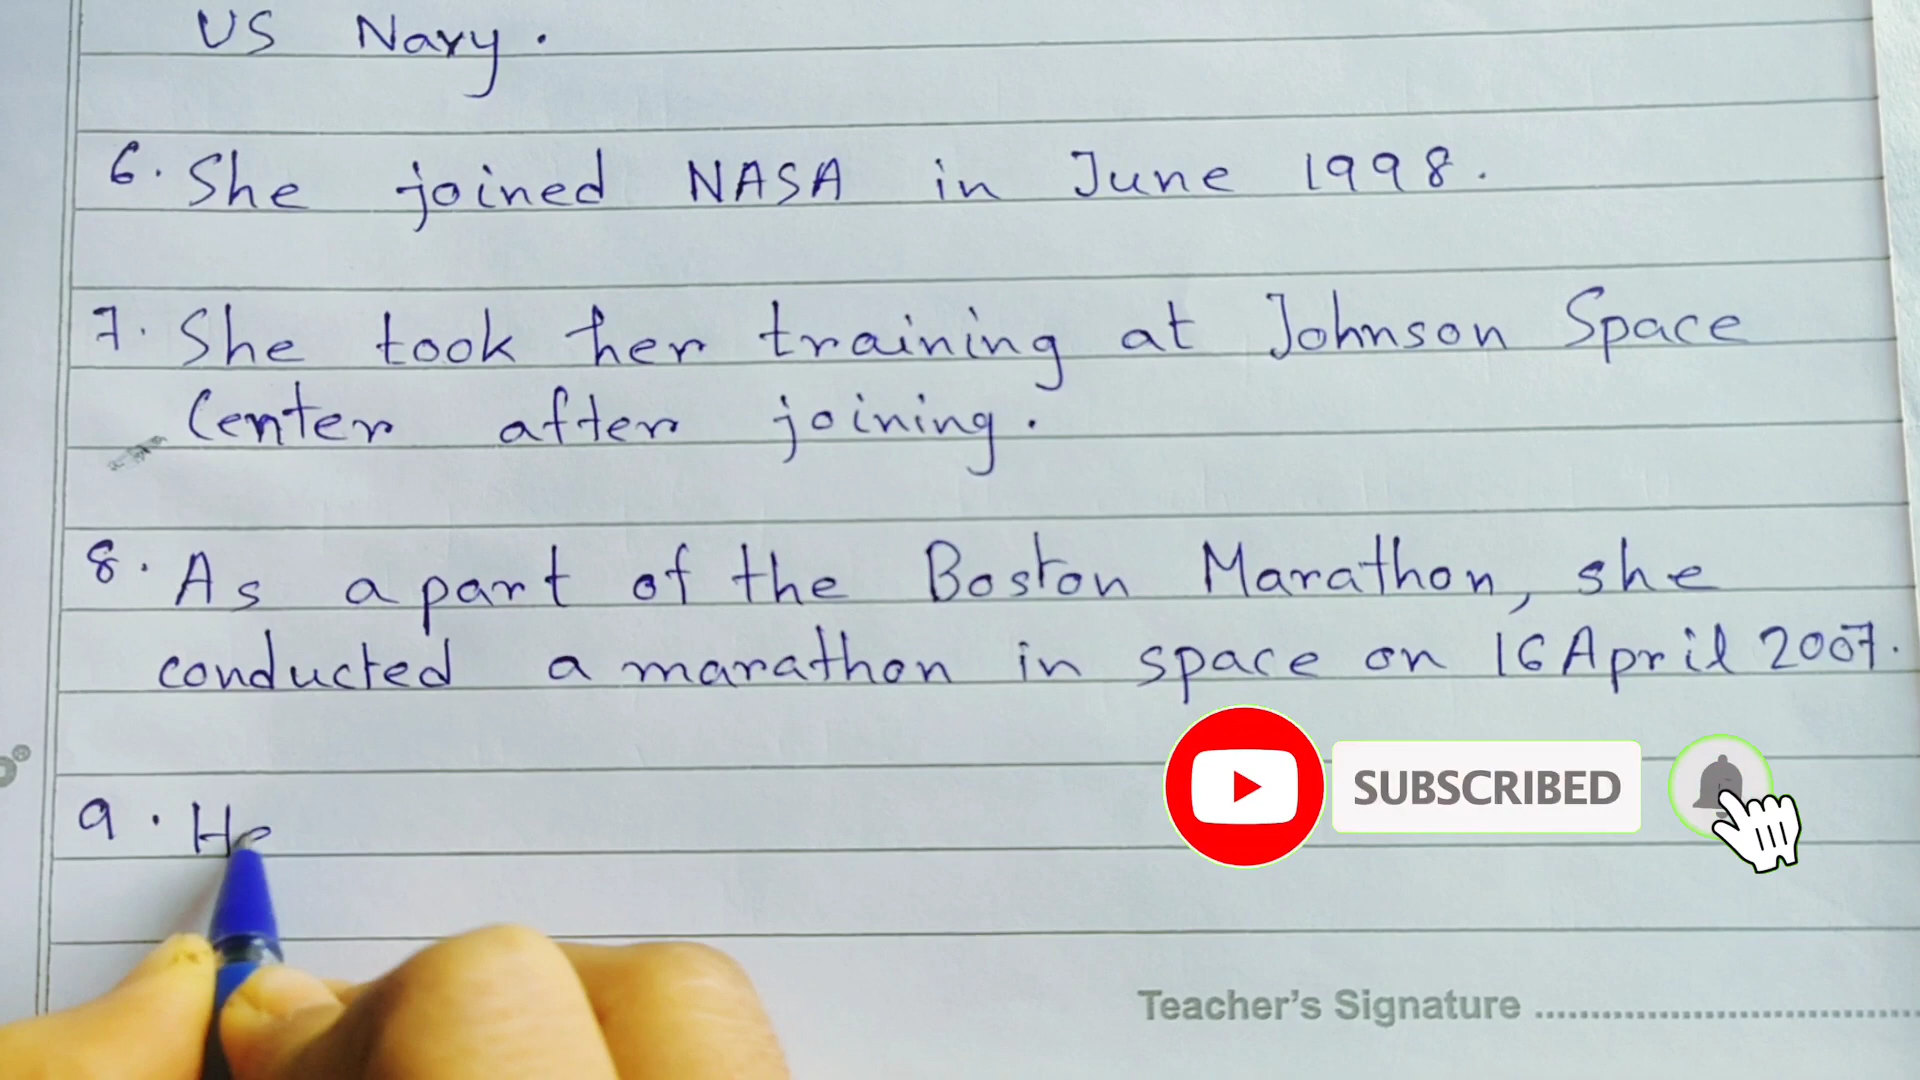 US Navy.
6. She joined NASA in June 1998.
7. She took her training at Johnson Space
Center after joining.
8. As a part of the Boston Marathon, she
conducted a marathon in space on 16 April 2007.
SUBSCRIBED
9. He
Teacher's Signature ................................